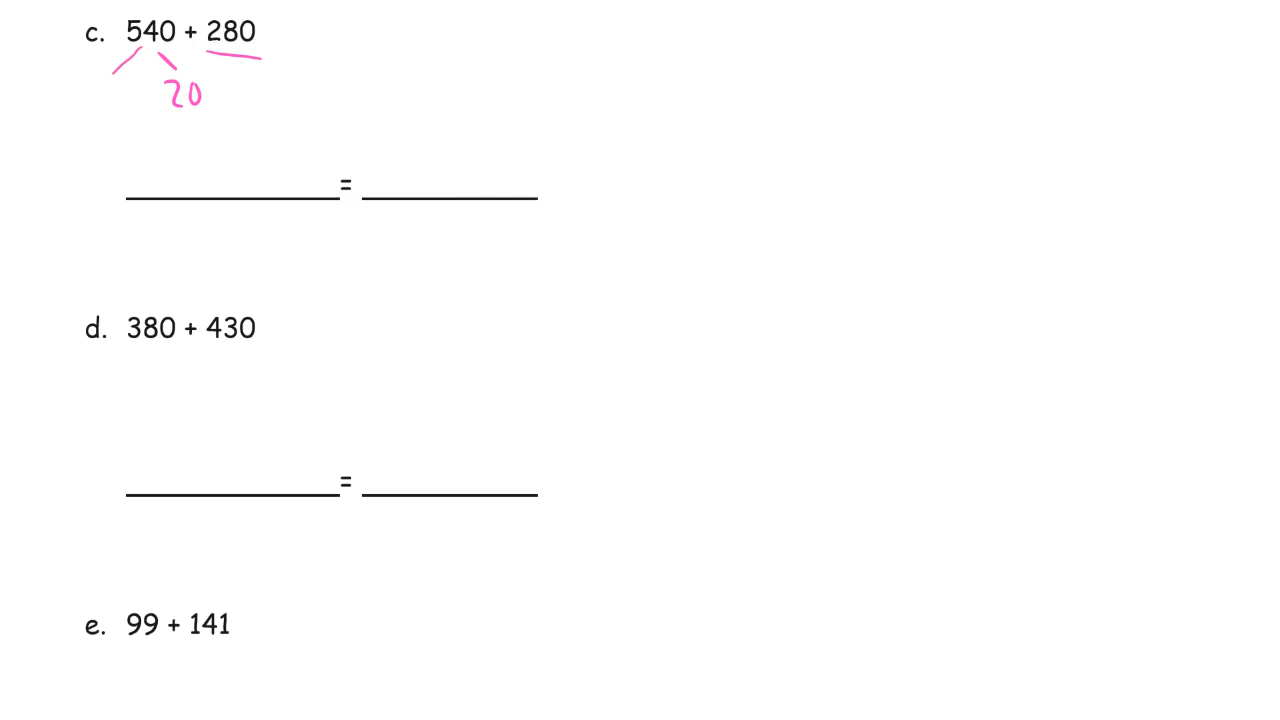 c. 540 + 280
20
=
d. 380 + 430
=
e. 99 + 141